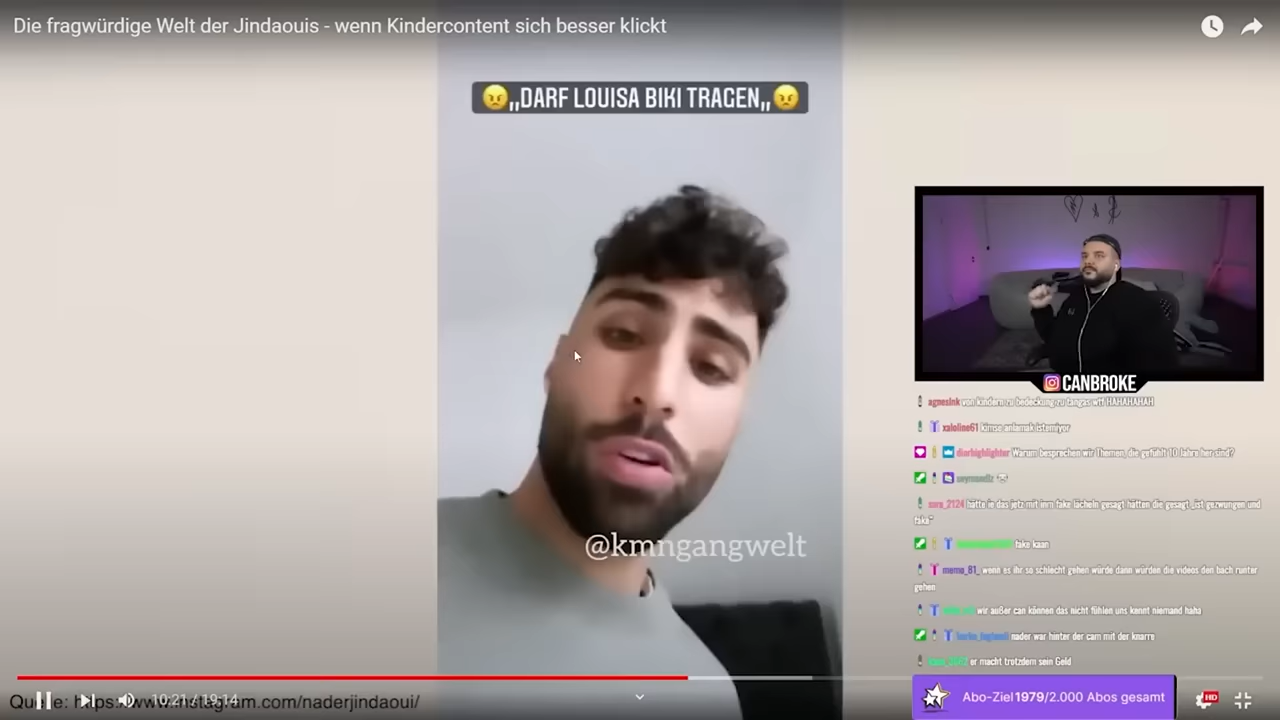 Die fragwürdige Welt der Jindaouis - wenn Kindercontent sich besser klickt
😠,,DARF LOUISA BIKI TRAGEN,,😠
@kmngangwelt
CANBROKE
agnesink von kindern zu bedeckung zu tangas wtf HAHAHAHAH
xaloline61 kimse anlamak istemiyor
diorhighlighter Warum besprechen wir Themen, die gefühlt 10 Jahre her sind?
sara_2124 hätte in das jetz mit inrm fake lächeln gesagt hätten die gesagt „ist gezwungen und
fake“
fake kaan
memo_81_ wenn es ihr so schlecht gehen würde dann würden die videos den bach runter
gehen
wir außer can können das nicht fühlen uns kennt niemand haha
nader war hinter der cam mit der knarre
er macht trotzdem sein Geld
10:21 / 19:14
Quelle: https://www.instagram.com/naderjindaoui/
Abo-Ziel 1979/2.000 Abos gesamt
HD